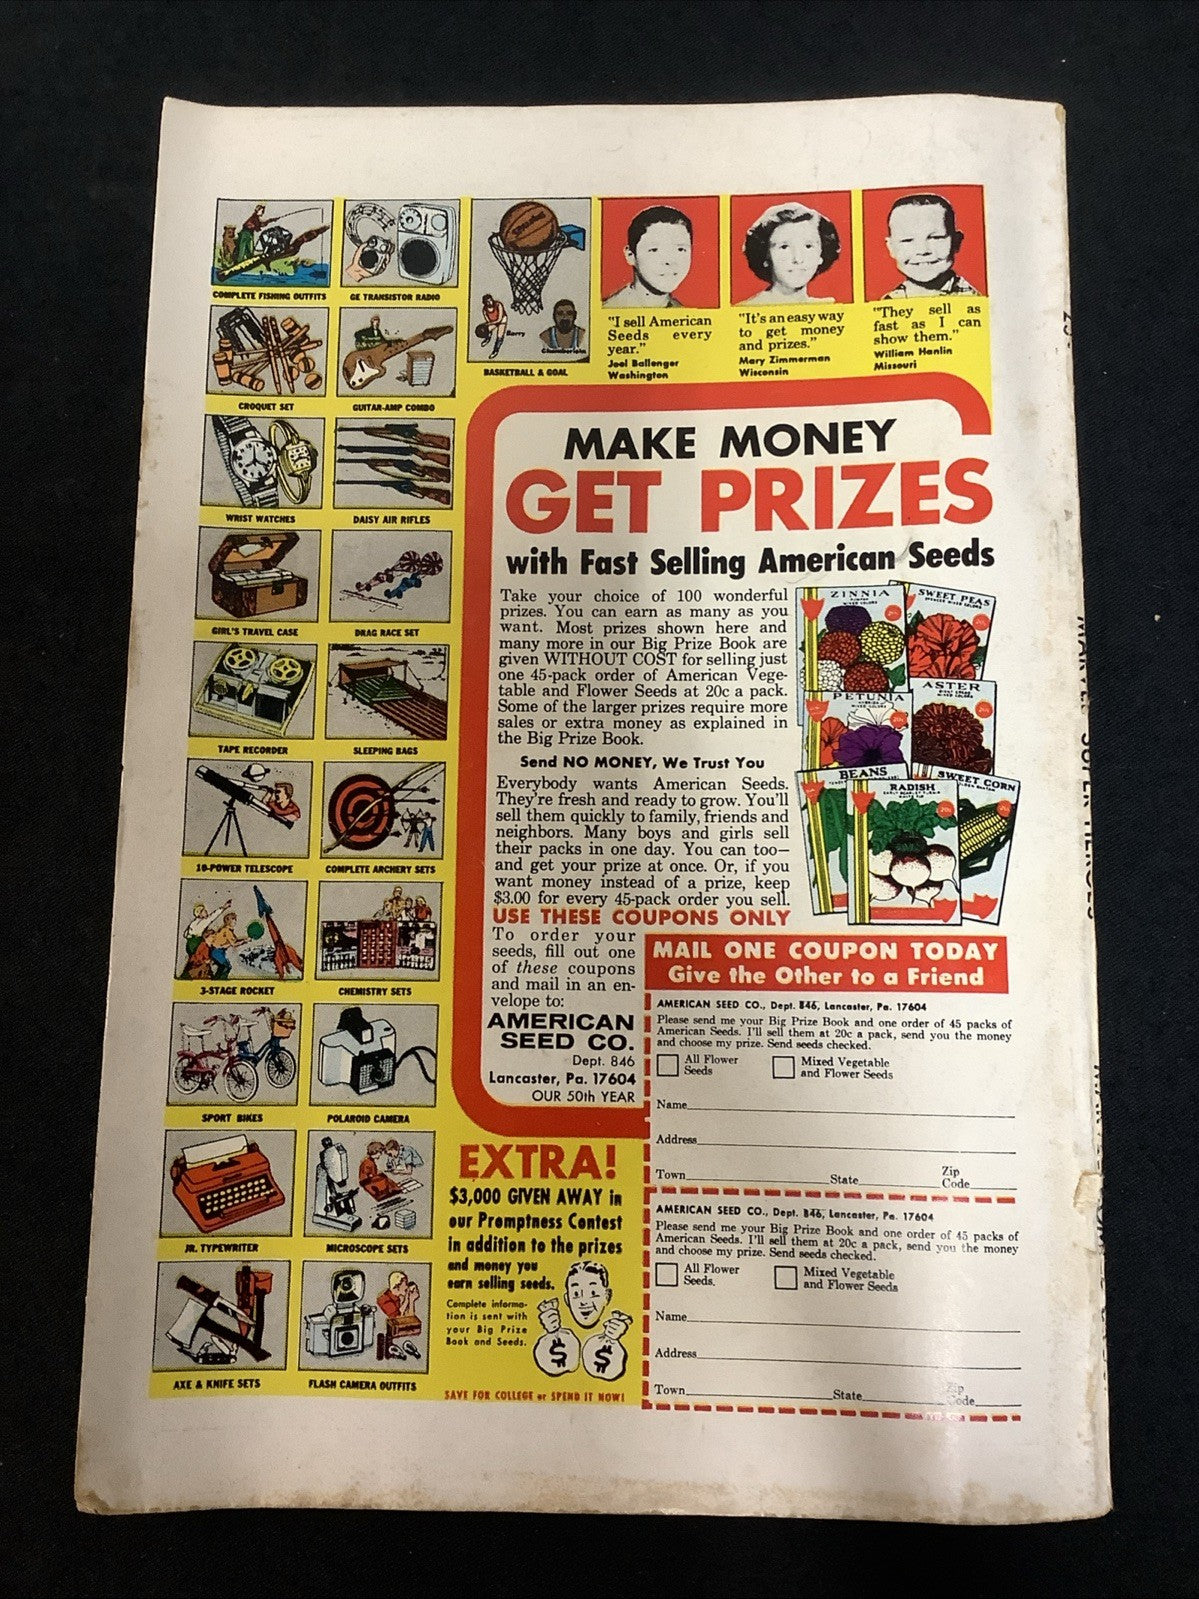 COMPLETE FISHING OUTFITS
GE TRANSISTOR RADIO
Barry
Chamberlain
BASKETBALL & GOAL
CROQUET SET
GUITAR-AMP COMBO
WRIST WATCHES
DAISY AIR RIFLES
GIRL'S TRAVEL CASE
DRAG RACE SET
TAPE RECORDER
SLEEPING BAGS
10-POWER TELESCOPE
COMPLETE ARCHERY SETS
3-STAGE ROCKET
CHEMISTRY SETS
SPORT BIKES
POLAROID CAMERA
JR. TYPEWRITER
MICROSCOPE SETS
AXE & KNIFE SETS
FLASH CAMERA OUTFITS
"I sell American
Seeds every
year."
Joel Ballenger
Washington
"It's an easy way
to get money
and prizes."
Mary Zimmerman
Wisconsin
"They sell as
fast as I can
show them."
William Hanlin
Missouri
MAKE MONEY
GET PRIZES
with Fast Selling American Seeds
Take your choice of 100 wonderful
prizes. You can earn as many as you
want. Most prizes shown here and
many more in our Big Prize Book are
given WITHOUT COST for selling just
one 45-pack order of American Vege-
table and Flower Seeds at 20c a pack.
Some of the larger prizes require more
sales or extra money as explained in
the Big Prize Book.
Send NO MONEY, We Trust You
Everybody wants American Seeds.
They're fresh and ready to grow. You'll
sell them quickly to family, friends and
neighbors. Many boys and girls sell
their packs in one day. You can too—
and get your prize at once. Or, if you
want money instead of a prize, keep
$3.00 for every 45-pack order you sell.
USE THESE COUPONS ONLY
To order your
seeds, fill out one
of these coupons
and mail in an en-
velope to:
AMERICAN
SEED CO.
Dept. 846
Lancaster, Pa. 17604
OUR 50th YEAR
ZINNIA
MIXED COLORS
SWEET PEAS
PETUNIA
MIXED COLORS
ASTER
MIXED COLORS
BEANS
RADISH
SWEET CORN
20c
MAIL ONE COUPON TODAY
Give the Other to a Friend
AMERICAN SEED CO., Dept. 846, Lancaster, Pa. 17604
Please send me your Big Prize Book and one order of 45 packs of
American Seeds. I'll sell them at 20c a pack, send you the money
and choose my prize. Send seeds checked.
All Flower
Seeds
Mixed Vegetable
and Flower Seeds
Name
Address
Town State Zip Code
AMERICAN SEED CO., Dept. 846, Lancaster, Pa. 17604
Please send me your Big Prize Book and one order of 45 packs of
American Seeds. I'll sell them at 20c a pack, send you the money
and choose my prize. Send seeds checked.
All Flower
Seeds.
Mixed Vegetable
and Flower Seeds
Name
Address
Town State Zip Code
EXTRA!
$3,000 GIVEN AWAY in
our Promptness Contest
in addition to the prizes
and money you
earn selling seeds.
Complete informa-
tion is sent with
your Big Prize
Book and Seeds.
$ $
SAVE FOR COLLEGE or SPEND IT NOW!
MARVEL SUPER-HEROES